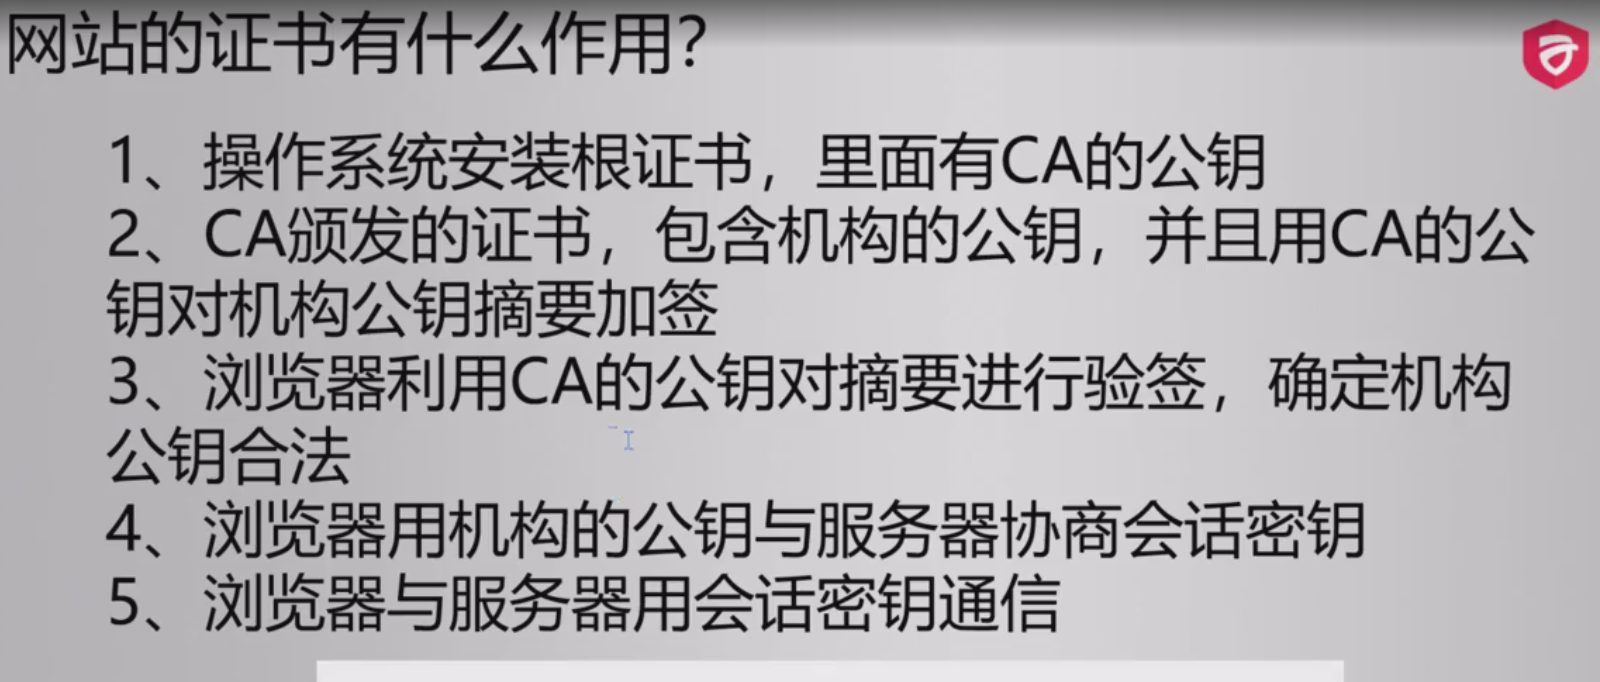 网站的证书有什么作用?
1、操作系统安装根证书，里面有CA的公钥
2、CA颁发的证书，包含机构的公钥，并且用CA的公
钥对机构公钥摘要加签
3、浏览器利用CA的公钥对摘要进行验签，确定机构
公钥合法
4、浏览器用机构的公钥与服务器协商会话密钥
5、浏览器与服务器用会话密钥通信